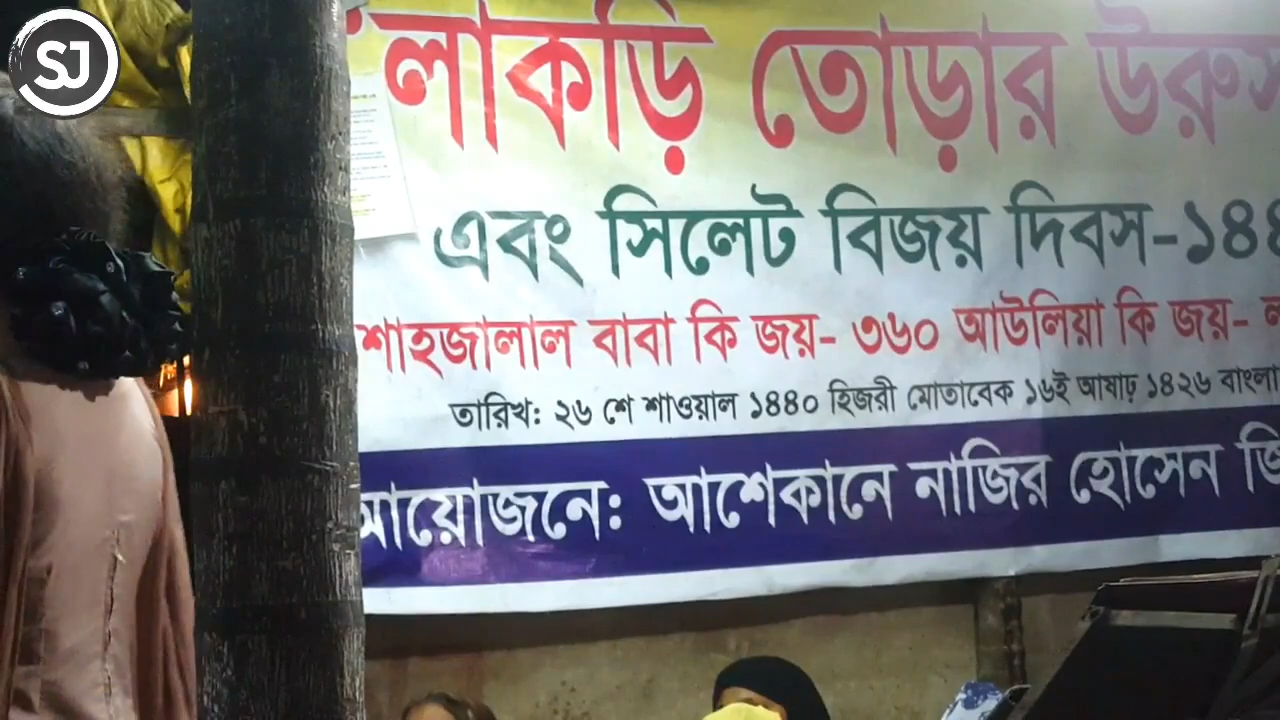 SJ
লাকড়ি তোড়ার উরুস
এবং সিলেট বিজয় দিবস-১৪৪
শাহজালাল বাবা কি জয়- ৩৬০ আউলিয়া কি জয়-
তারিখ: ২৬ শে শাওয়াল ১৪৪০ হিজরী মোতাবেক ১৬ই আষাঢ় ১৪২৬ বাংলা
আয়োজনে: আশেকানে নাজির হোসেন